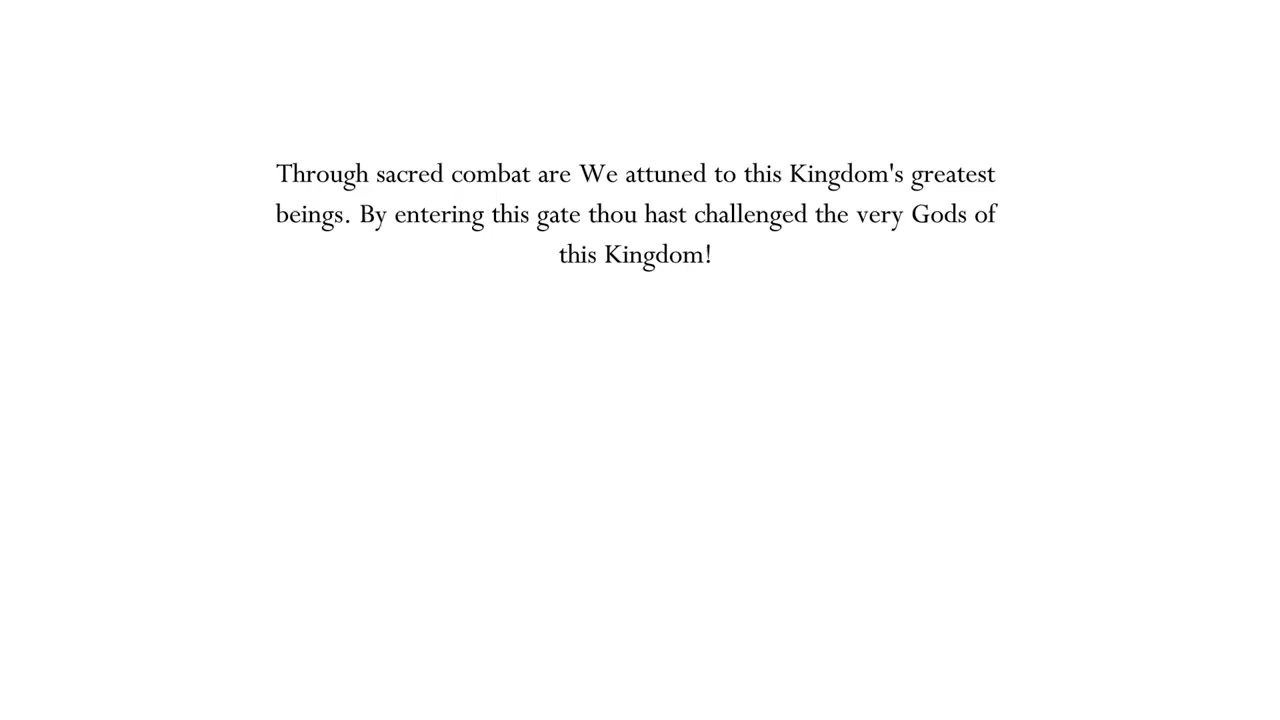 Through sacred combat are We attuned to this Kingdom's greatest
beings. By entering this gate thou hast challenged the very Gods of
this Kingdom!